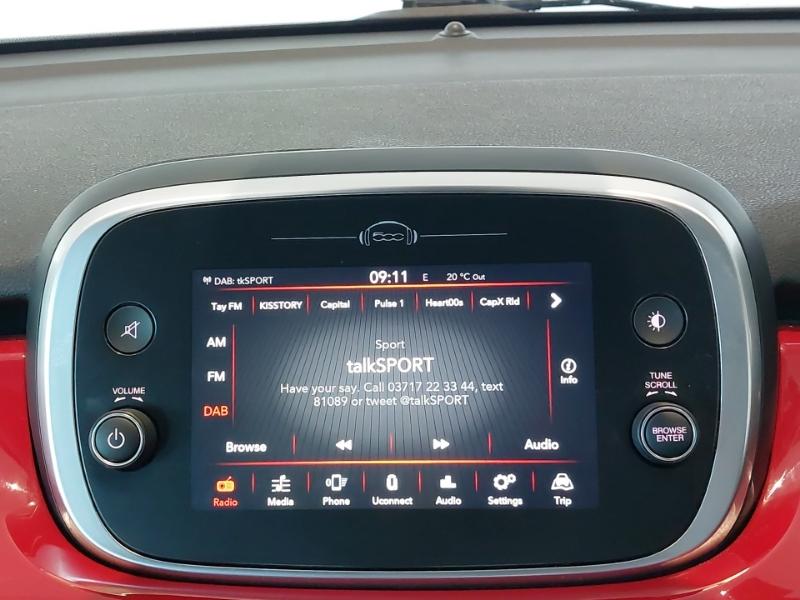 500
DAB: tkSPORT 09:11 E 20 °C Out
Tay FM KISSTORY Capital Pulse 1 Heart00s CapX Rld
AM
FM
DAB
Sport
talkSPORT
Have your say. Call 03717 22 33 44, text
81089 or tweet @talkSPORT
Info
Browse Audio
Radio Media Phone Uconnect Audio Settings Trip
VOLUME
TUNE
SCROLL
BROWSE
ENTER